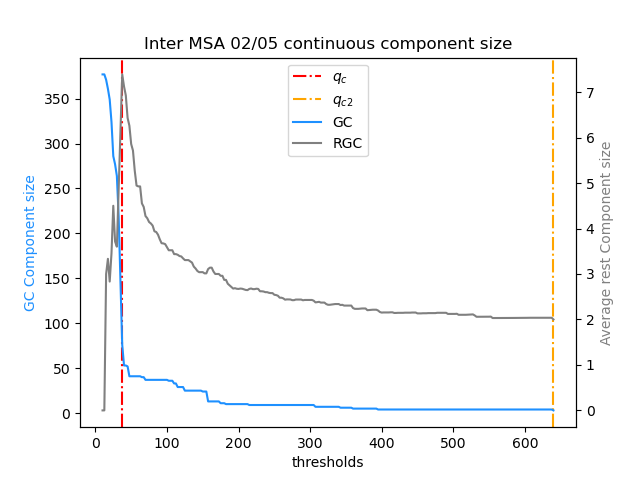 Inter MSA 02/05 continuous component size
q_c
q_c2
GC
RGC
GC Component size
350
300
250
200
150
100
50
0
7
6
5
4
3
2
1
0
Average rest Component size
0 100 200 300 400 500 600
thresholds